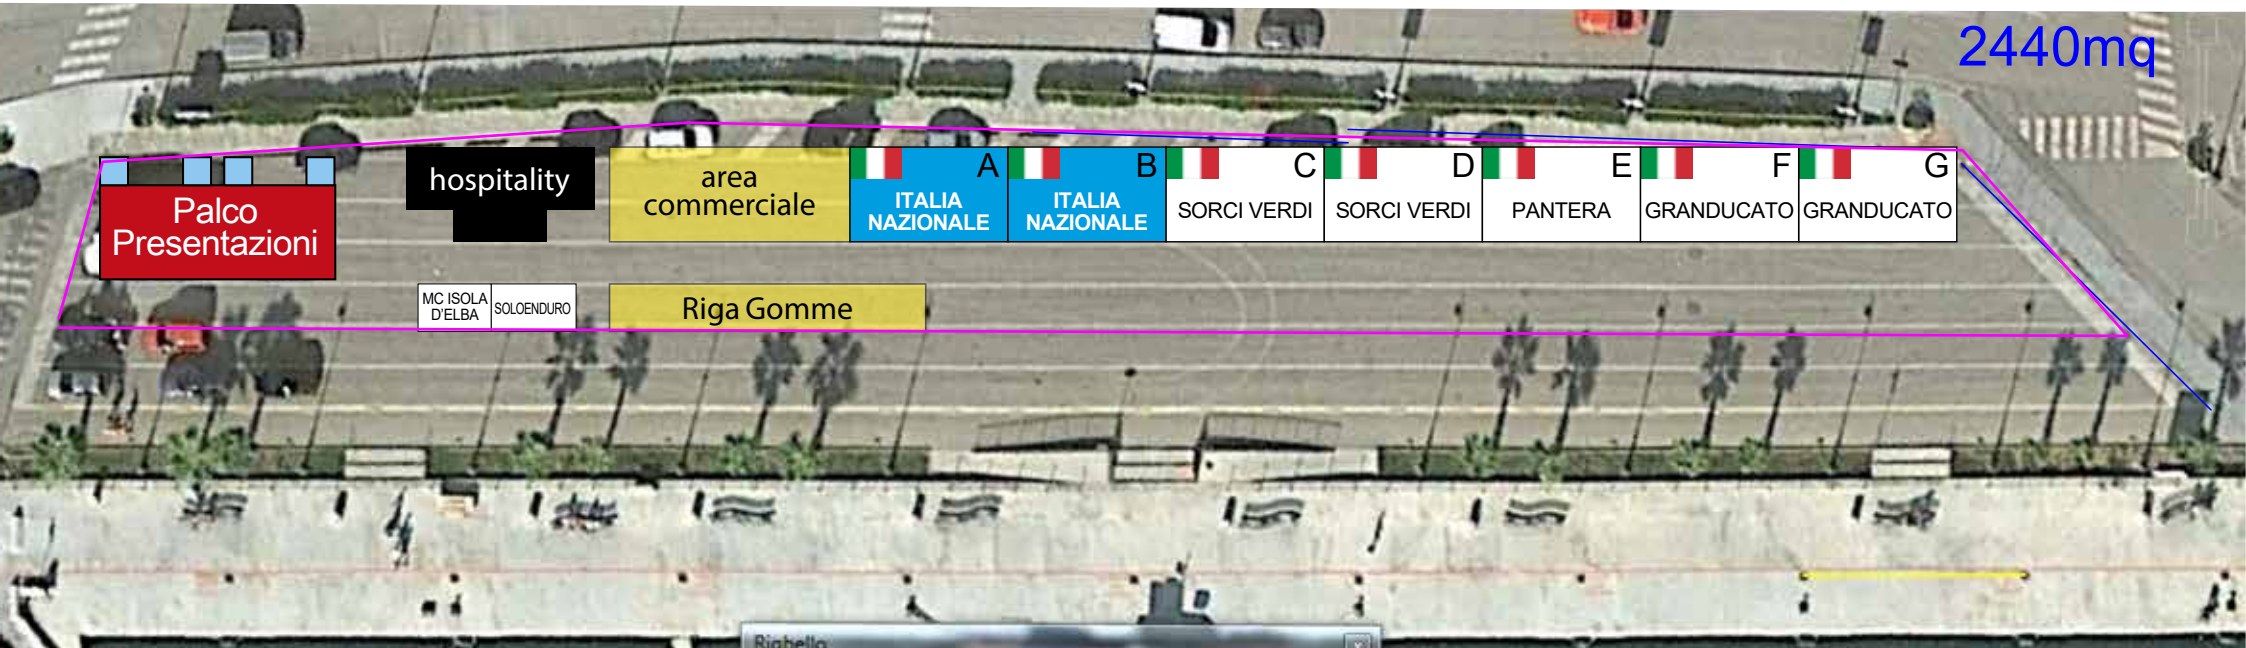 2440mq
Palco
Presentazioni
hospitality
area
commerciale
A
ITALIA
NAZIONALE
B
ITALIA
NAZIONALE
C
SORCI VERDI
D
SORCI VERDI
E
PANTERA
F
GRANDUCATO
G
GRANDUCATO
MC ISOLA
D'ELBA
SOLOENDURO
Riga Gomme
Righello